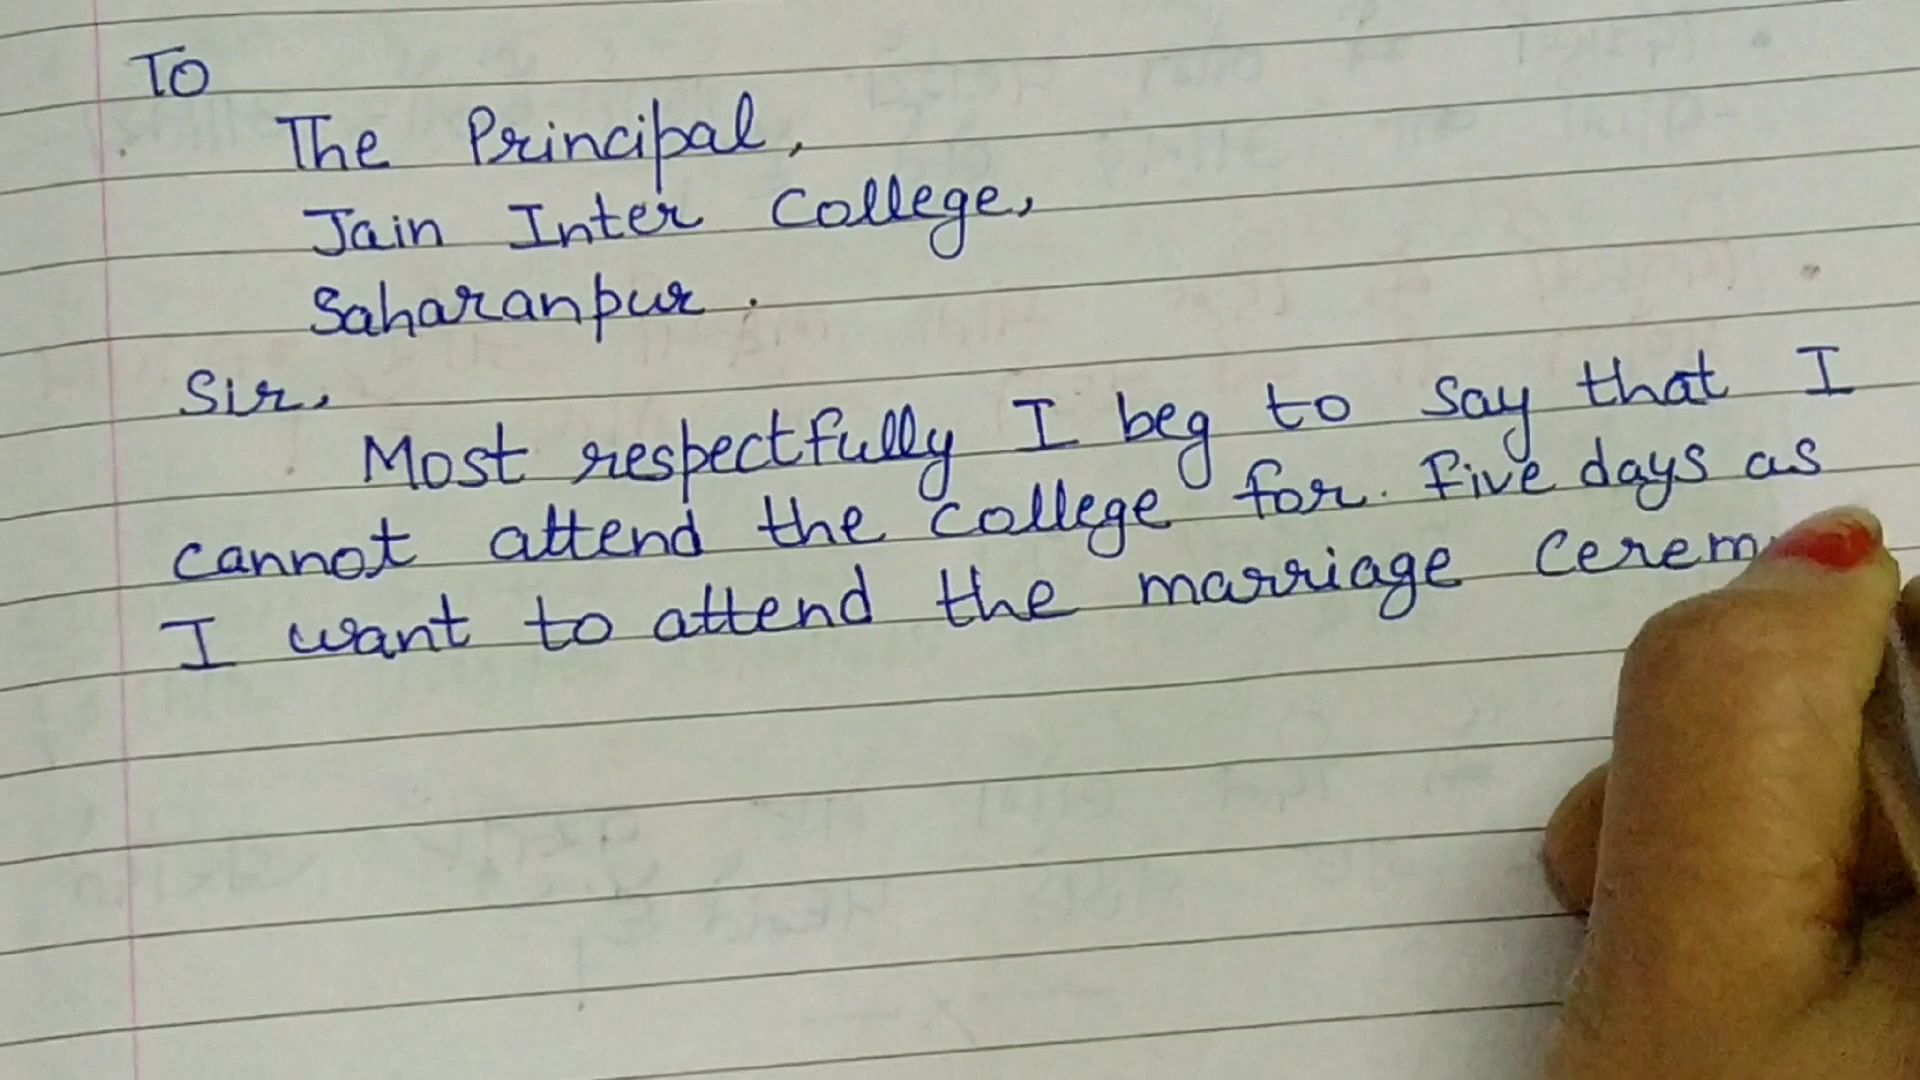 To
The Principal,
Jain Inter College,
Saharanpur.
Sir,
Most respectfully I beg to say that I
cannot attend the college for. Five days as
I want to attend the marriage Cerem